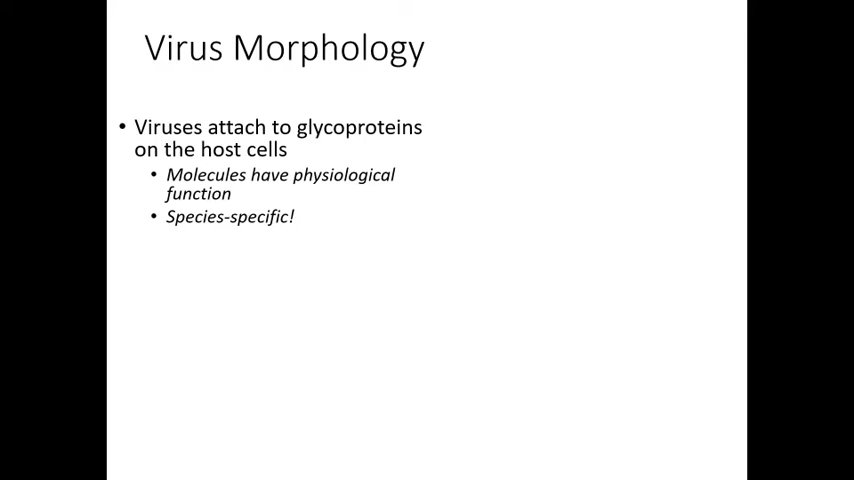 Virus Morphology
• Viruses attach to glycoproteins
on the host cells
• Molecules have physiological
function
• Species-specific!